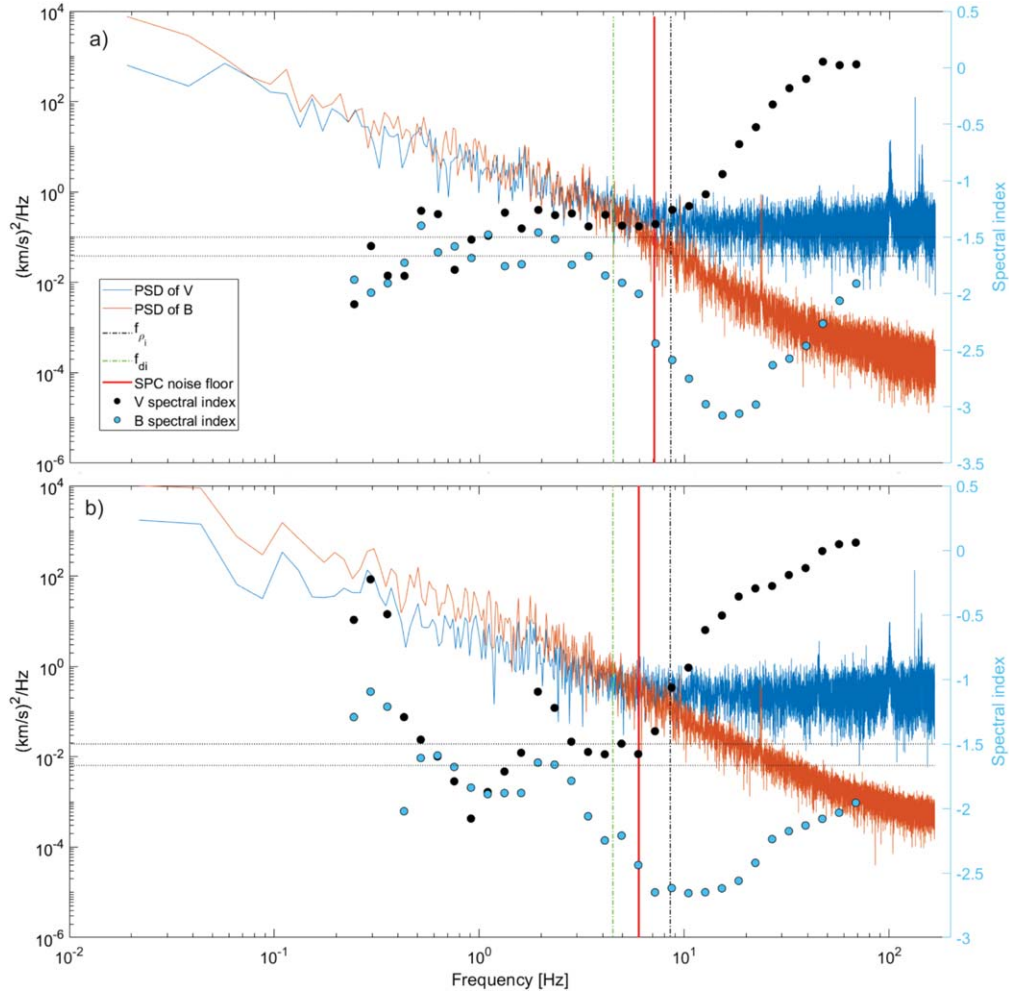 a)
10^4
10^2
10^0
10^-2
10^-4
10^-6
(km/s)^2/Hz
PSD of V
PSD of B
f_ρ_i
f_di
SPC noise floor
V spectral index
B spectral index
0.5
0
-0.5
-1
-1.5
-2
-2.5
-3
-3.5
Spectral index
b)
10^4
10^2
10^0
10^-2
10^-4
10^-6
(km/s)^2/Hz
0.5
0
-0.5
-1
-1.5
-2
-2.5
-3
Spectral index
10^-2
10^-1
10^0
10^1
10^2
Frequency [Hz]